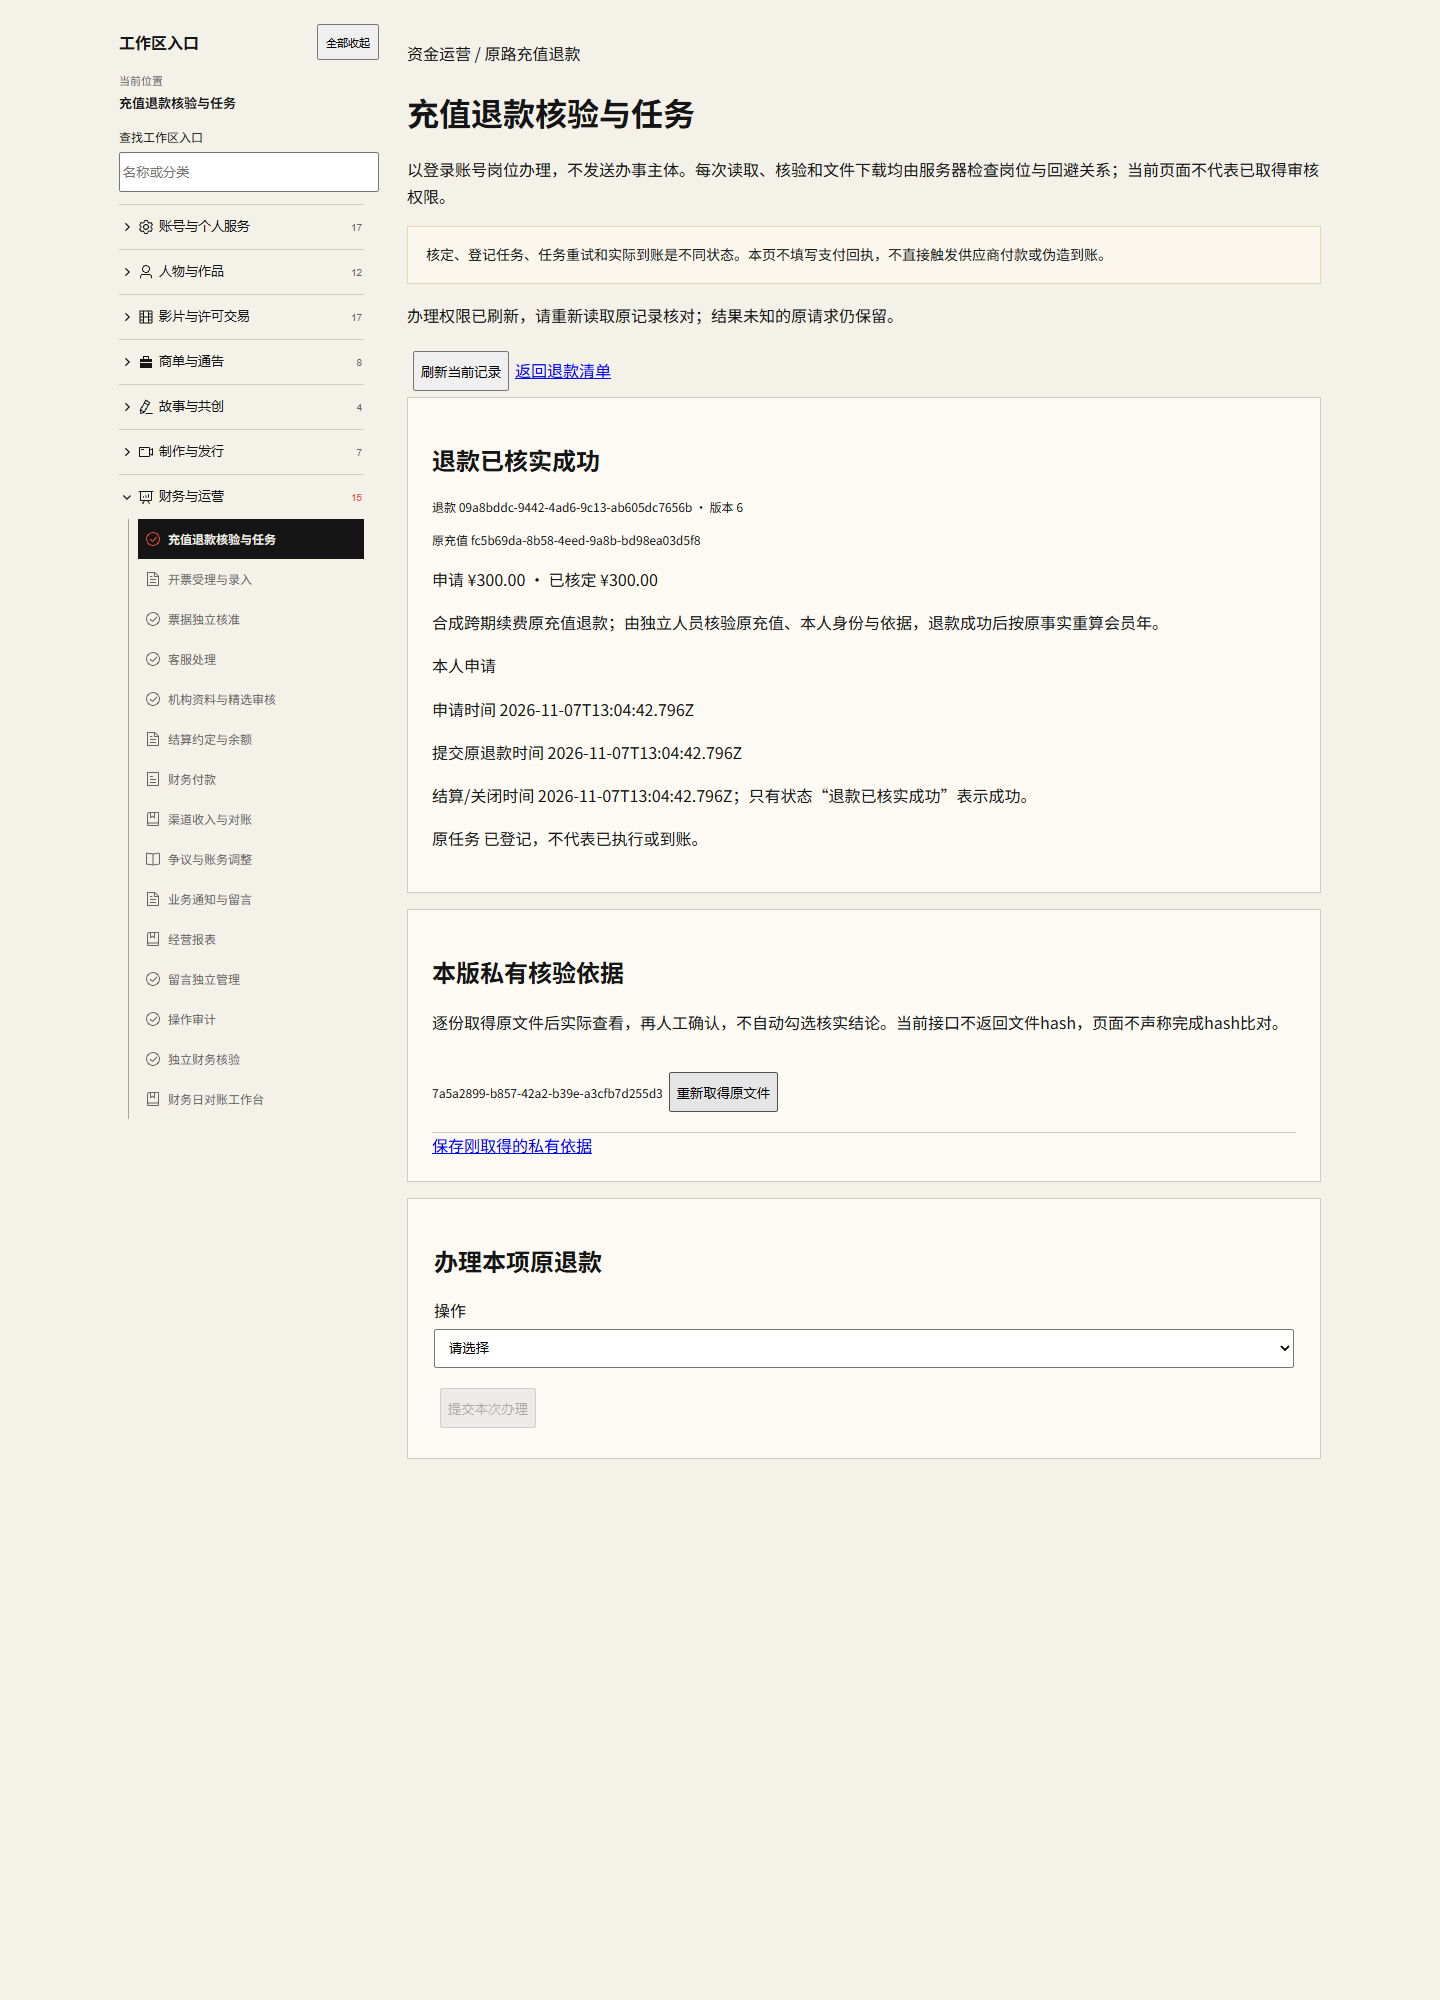 工作区入口
全部收起
当前位置
充值退款核验与任务
查找工作区入口
名称或分类
账号与个人服务 17
人物与作品 12
影片与许可交易 17
商单与通告 8
故事与共创 4
制作与发行 7
财务与运营 15
充值退款核验与任务
开票受理与录入
票据独立核准
客服处理
机构资料与精选审核
结算约定与余额
财务付款
渠道收入与对账
争议与账务调整
业务通知与留言
经营报表
留言独立管理
操作审计
独立财务核验
财务日对账工作台
资金运营 / 原路充值退款
充值退款核验与任务
以登录账号岗位办理，不发送办事主体。每次读取、核验和文件下载均由服务器检查岗位与回避关系；当前页面不代表已取得审核
权限。
核定、登记任务、任务重试和实际到账是不同状态。本页不填写支付回执，不直接触发供应商付款或伪造到账。
办理权限已刷新，请重新读取原记录核对；结果未知的原请求仍保留。
刷新当前记录 返回退款清单
退款已核实成功
退款 09a8bddc-9442-4ad6-9c13-ab605dc7656b · 版本 6
原充值 fc5b69da-8b58-4eed-9a8b-bd98ea03d5f8
申请 ¥300.00 · 已核定 ¥300.00
合成跨期续费原充值退款；由独立人员核验原充值、本人身份与依据，退款成功后按原事实重算会员年。
本人申请
申请时间 2026-11-07T13:04:42.796Z
提交原退款时间 2026-11-07T13:04:42.796Z
结算/关闭时间 2026-11-07T13:04:42.796Z；只有状态“退款已核实成功”表示成功。
原任务 已登记，不代表已执行或到账。
本版私有核验依据
逐份取得原文件后实际查看，再人工确认，不自动勾选核实结论。当前接口不返回文件hash，页面不声称完成hash比对。
7a5a2899-b857-42a2-b39e-a3cfb7d255d3 重新取得原文件
保存刚取得的私有依据
办理本项原退款
操作
请选择
提交本次办理